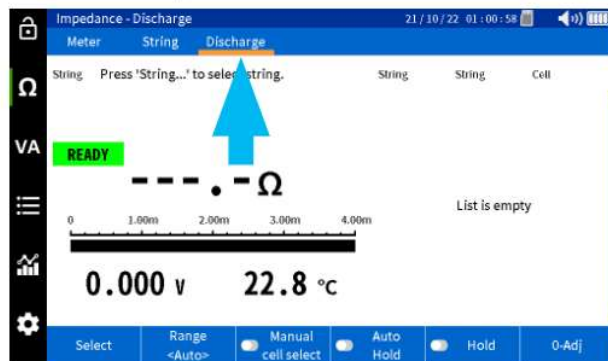 Impedance - Discharge 21/10/22 01:00:58
Meter String Discharge
String Press 'String...' to select string. String String Cell
Ω
VA
READY
---.-Ω
List is empty
0 1.00m 2.00m 3.00m 4.00m
0.000 V 22.8 °C
Select Range <Auto> Manual cell select Auto Hold Hold 0-Adj